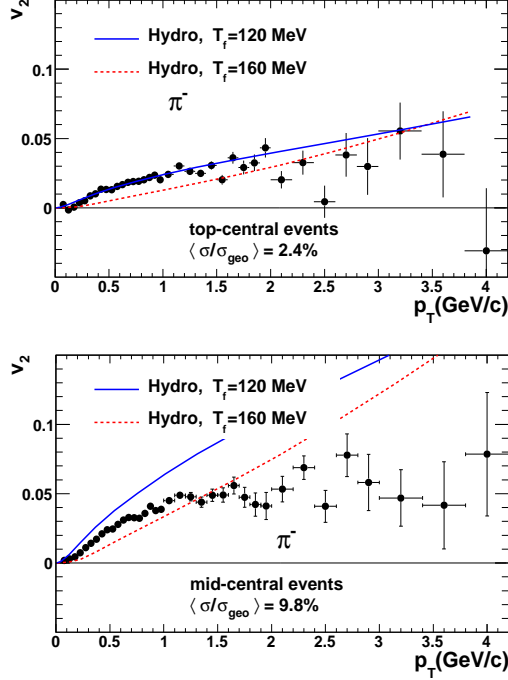 v2
Hydro, Tf=120 MeV
Hydro, Tf=160 MeV
0.1
π-
0.05
0
top-central events
⟨ σ/σgeo ⟩ = 2.4%
0 0.5 1 1.5 2 2.5 3 3.5 4
pT(GeV/c)
v2
Hydro, Tf=120 MeV
Hydro, Tf=160 MeV
0.1
0.05
π-
0
mid-central events
⟨ σ/σgeo ⟩ = 9.8%
0 0.5 1 1.5 2 2.5 3 3.5 4
pT(GeV/c)